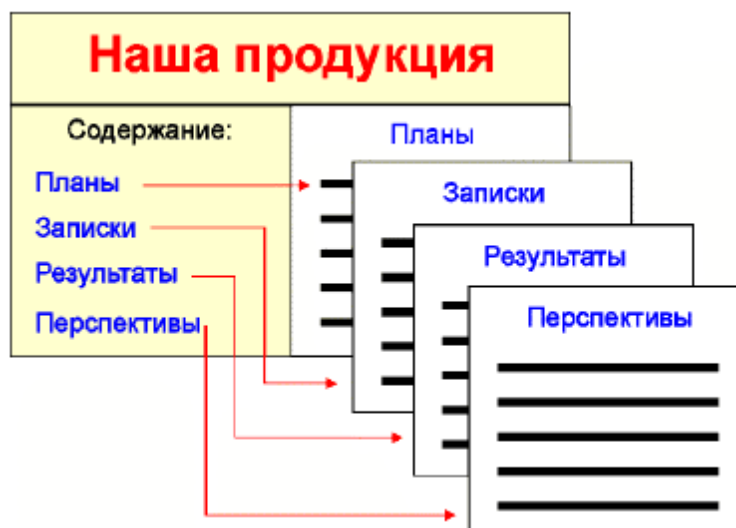 Наша продукция
Содержание:
Планы
Записки
Результаты
Перспективы
Планы
Записки
Результаты
Перспективы